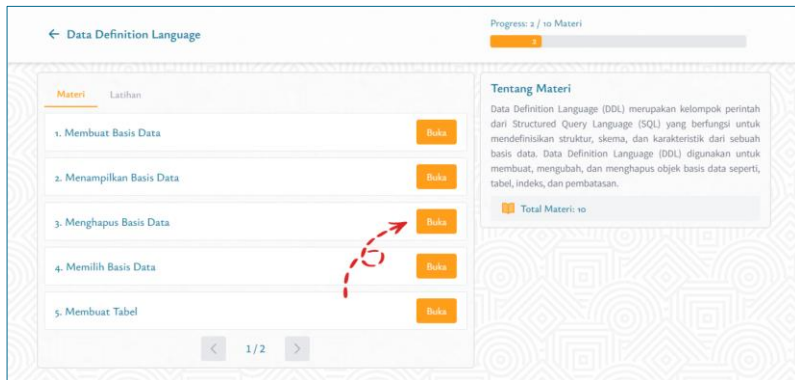 ← Data Definition Language
Progress: 2 / 10 Materi
2
Materi Latihan
1. Membuat Basis Data Buka
2. Menampilkan Basis Data Buka
3. Menghapus Basis Data Buka
4. Memilih Basis Data Buka
5. Membuat Tabel Buka
< 1/2 >
Tentang Materi
Data Definition Language (DDL) merupakan kelompok perintah
dari Structured Query Language (SQL) yang berfungsi untuk
mendefinisikan struktur, skema, dan karakteristik dari sebuah
basis data. Data Definition Language (DDL) digunakan untuk
membuat, mengubah, dan menghapus objek basis data seperti,
tabel, indeks, dan pembatasan.
Total Materi: 10